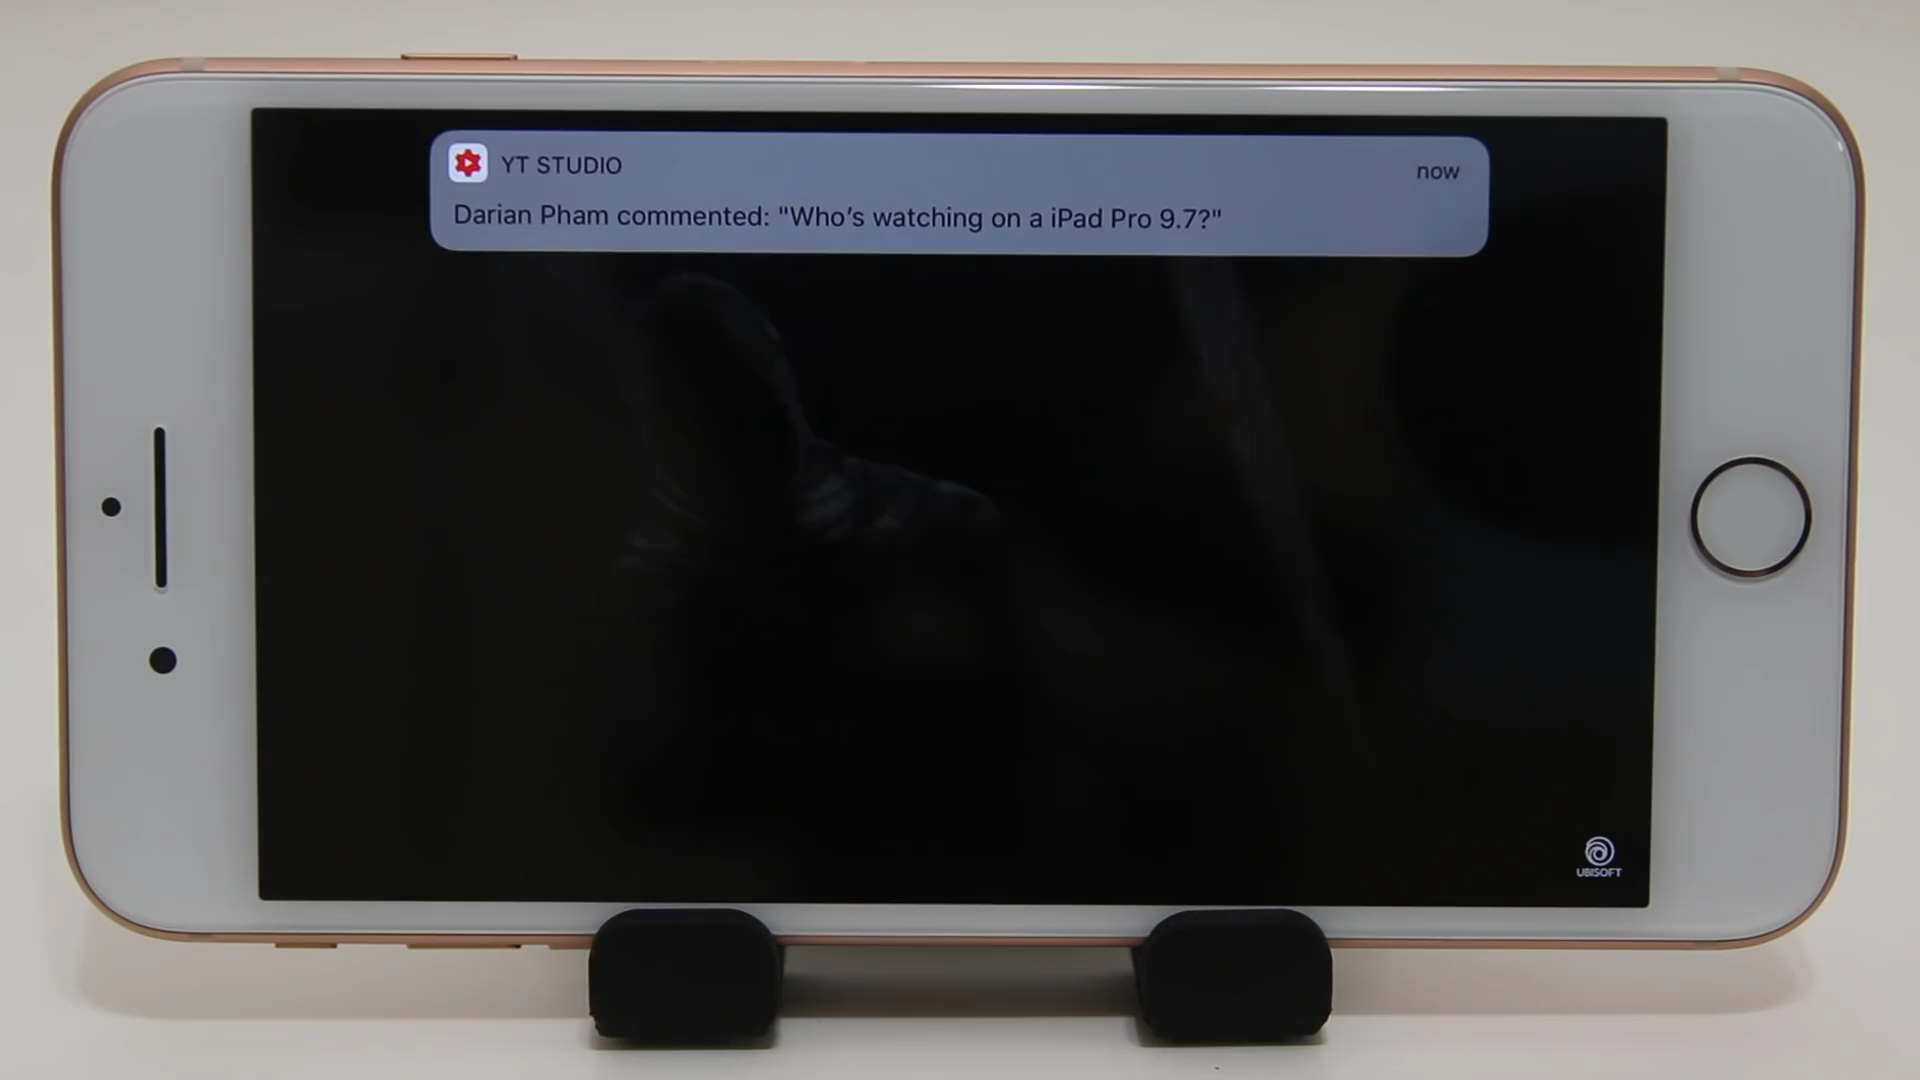 YT STUDIO
now
Darian Pham commented: "Who's watching on a iPad Pro 9.7?"
UBISOFT